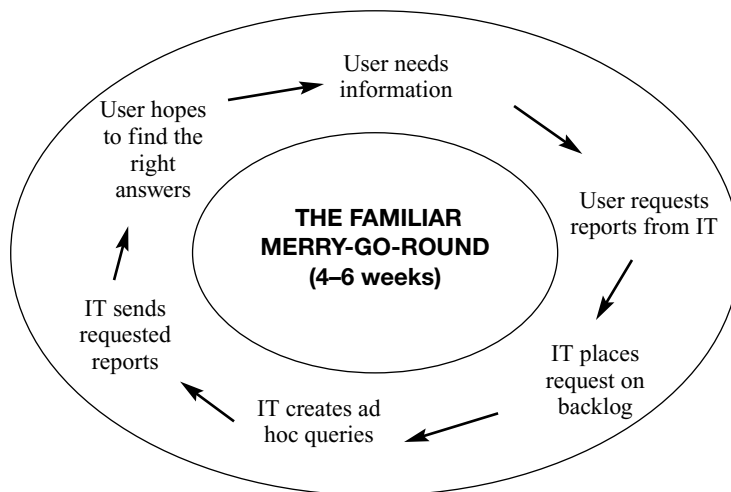 User needs
information
User requests
reports from IT
IT places
request on
backlog
IT creates ad
hoc queries
IT sends
requested
reports
User hopes
to find the
right
answers
THE FAMILIAR
MERRY-GO-ROUND
(4–6 weeks)